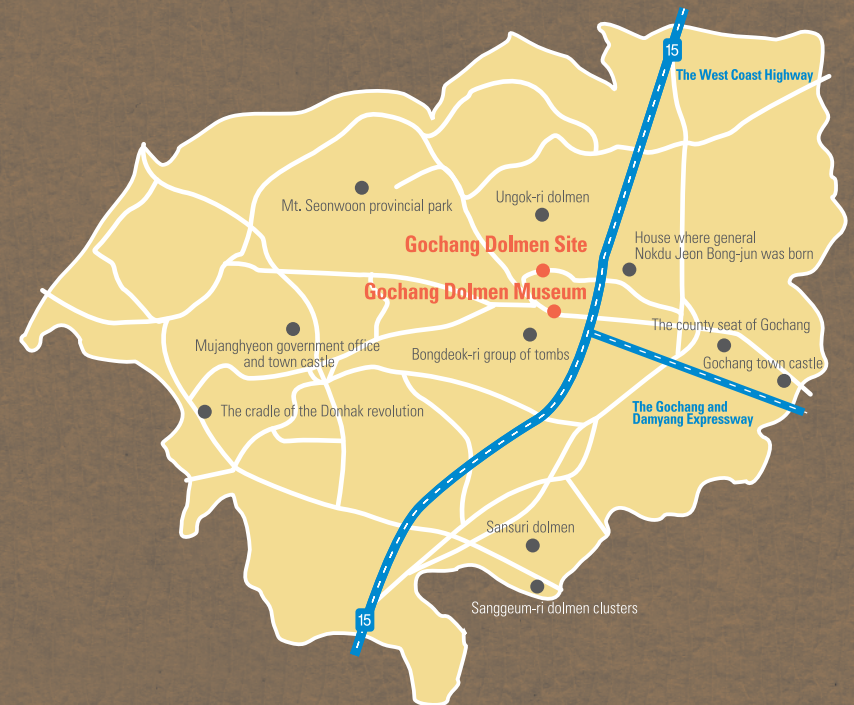 15
The West Coast Highway
Mt. Seonwoon provincial park
Ungok-ri dolmen
Gochang Dolmen Site
House where general
Nokdu Jeon Bong-jun was born
Gochang Dolmen Museum
The county seat of Gochang
Mujanghyeon government office
and town castle
Bongdeok-ri group of tombs
Gochang town castle
The cradle of the Donhak revolution
The Gochang and
Damyang Expressway
Sansuri dolmen
Sanggeum-ri dolmen clusters
15